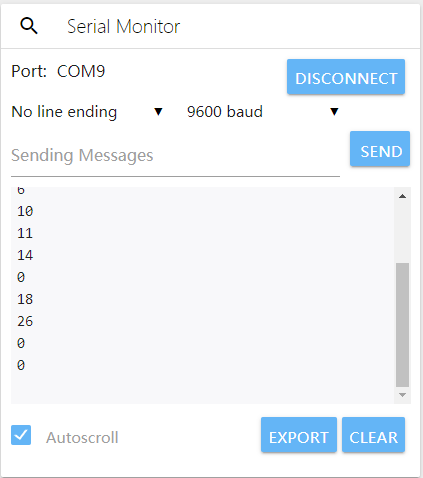 Serial Monitor
Port: COM9
DISCONNECT
No line ending
9600 baud
Sending Messages
SEND
6
10
11
14
0
18
26
0
0
Autoscroll
EXPORT
CLEAR